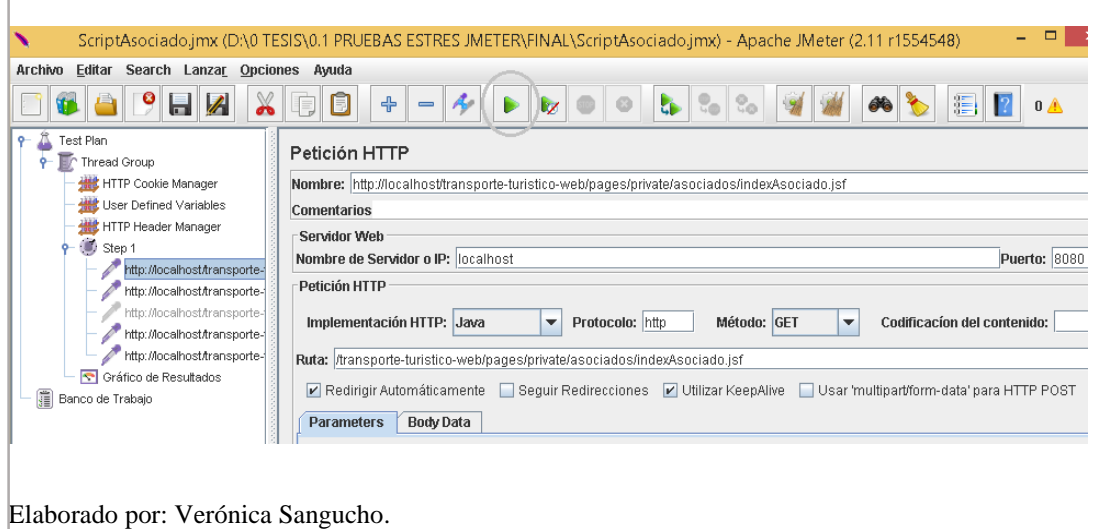 ScriptAsociado.jmx (D:\0 TESIS\0.1 PRUEBAS ESTRES JMETER\FINAL\ScriptAsociado.jmx) - Apache JMeter (2.11 r1554548)
Archivo Editar Search Lanzar Opciones Ayuda
0
Test Plan
Thread Group
HTTP Cookie Manager
User Defined Variables
HTTP Header Manager
Step 1
http://localhost/transporte-
http://localhost/transporte-
http://localhost/transporte-
http://localhost/transporte-
http://localhost/transporte-
Gráfico de Resultados
Banco de Trabajo
Petición HTTP
Nombre: http://localhost/transporte-turistico-web/pages/private/asociados/indexAsociado.jsf
Comentarios
Servidor Web
Nombre de Servidor o IP: localhost Puerto: 8080
Petición HTTP
Implementación HTTP: Java Protocolo: http Método: GET Codificacíon del contenido:
Ruta: /transporte-turistico-web/pages/private/asociados/indexAsociado.jsf
Redirigir Automáticamente Seguir Redirecciones Utilizar KeepAlive Usar 'multipart/form-data' para HTTP POST
Parameters Body Data
Elaborado por: Verónica Sangucho.